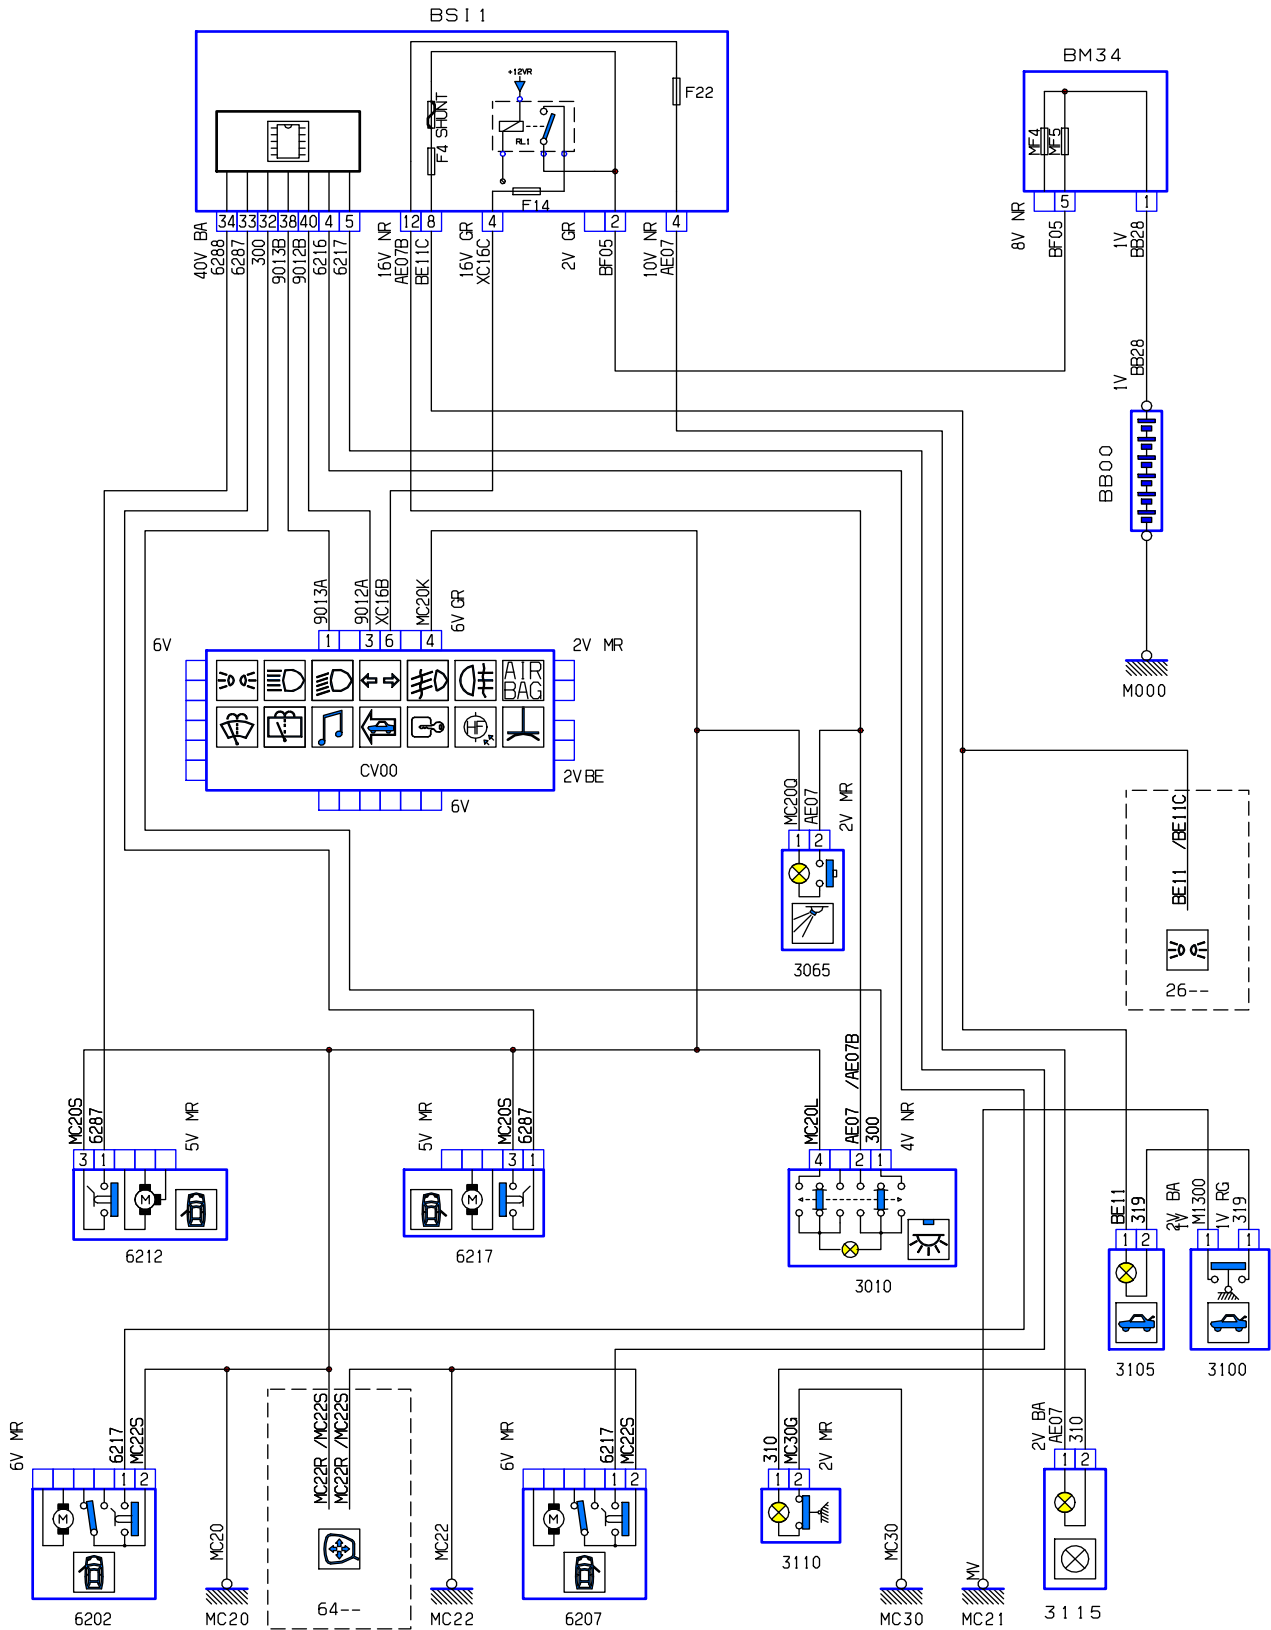 BSI1
BM34
+12VR
F22
F4 SHUNT
RL1
F14
MF4
MF5
34 33 32 38 40 4 5
12 8
4
2
4
5
1
40V BA
6288
6287
300
9013B
9012B
6216
6217
16V NR
AE07B
BE11C
16V GR
XC16C
2V GR
BF05
10V NR
AE07
8V NR
BF05
1V
BB28
1V
BB28
BB00
M000
9013A
9012A
XC16B
MC20K
6V GR
6V
1 3 6 4
2V MR
AIR
BAG
HF
CV00
2V BE
6V
MC20Q
AE07
2V MR
1 2
3065
BE11 /BE11C
26--
MC20S
6287
5V MR
3 1
M
6212
5V MR
MC20S
6287
3 1
M
6217
MC20L
AE07 /AE07B
300
4V NR
4 2 1
3010
BE11
319
2V BA
1 2
3105
1V
M1300
1V RG
319
1 1
3100
6V MR
6217
MC22S
1 2
M
6202
MC20
MC20
MC22R /MC22S
MC22R /MC22S
64--
MC22
MC22
6V MR
6217
MC22S
1 2
M
6207
310
MC30G
2V MR
1 2
3110
MC30
MC30
MV
MC21
2V BA
AE07
310
1 2
3115